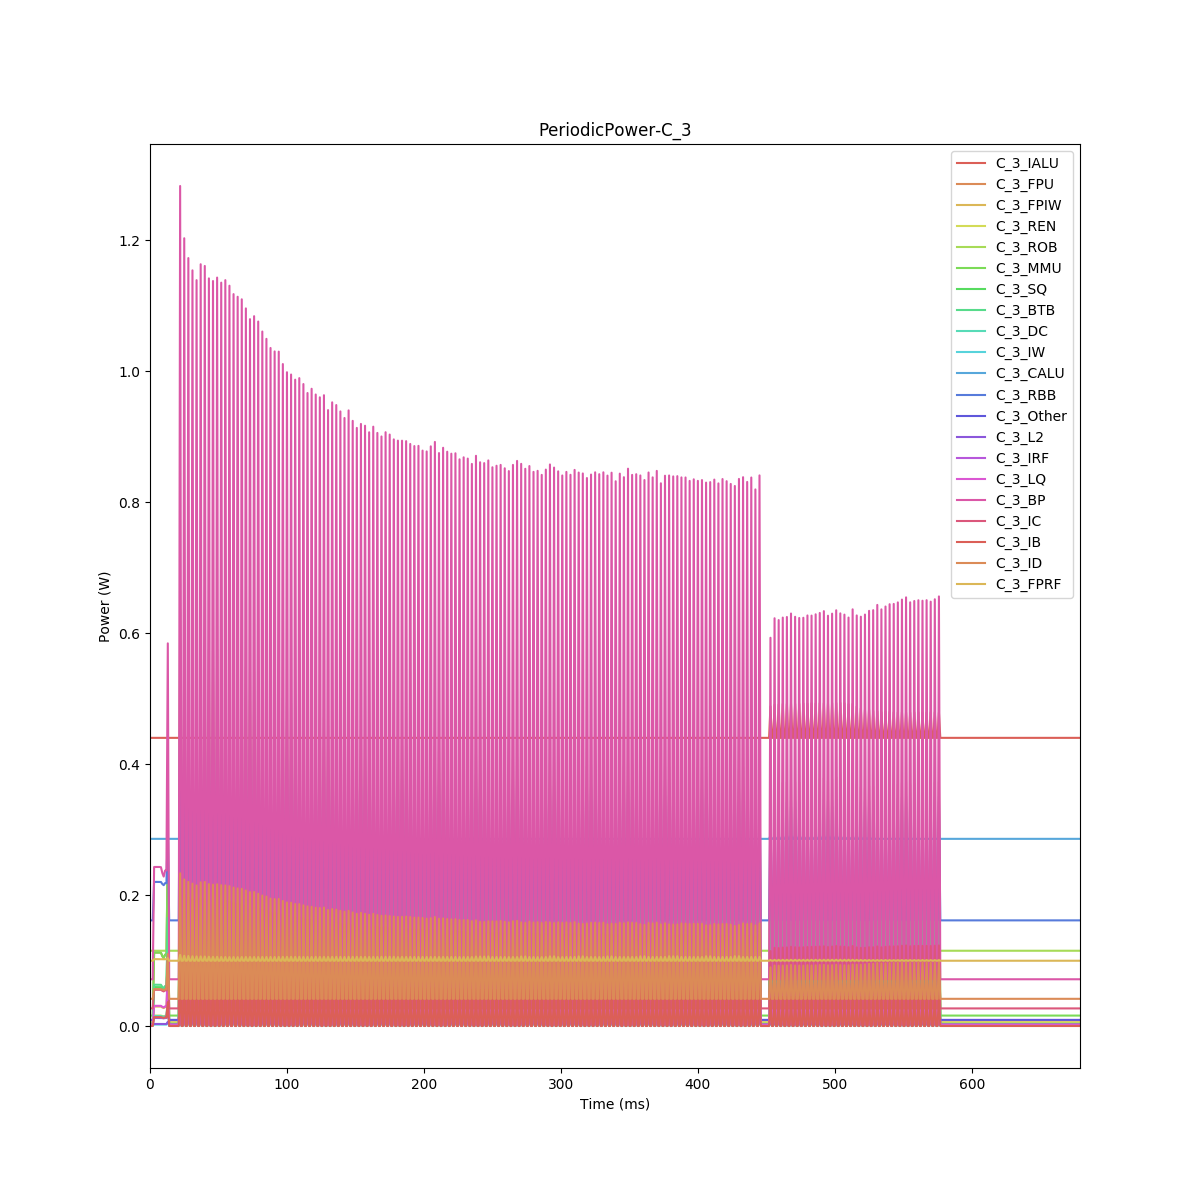 PeriodicPower-C_3
C_3_IALU
C_3_FPU
C_3_FPIW
C_3_REN
C_3_ROB
C_3_MMU
C_3_SQ
C_3_BTB
C_3_DC
C_3_IW
C_3_CALU
C_3_RBB
C_3_Other
C_3_L2
C_3_IRF
C_3_LQ
C_3_BP
C_3_IC
C_3_IB
C_3_ID
C_3_FPRF
Power (W)
1.2
1.0
0.8
0.6
0.4
0.2
0.0
0 100 200 300 400 500 600
Time (ms)